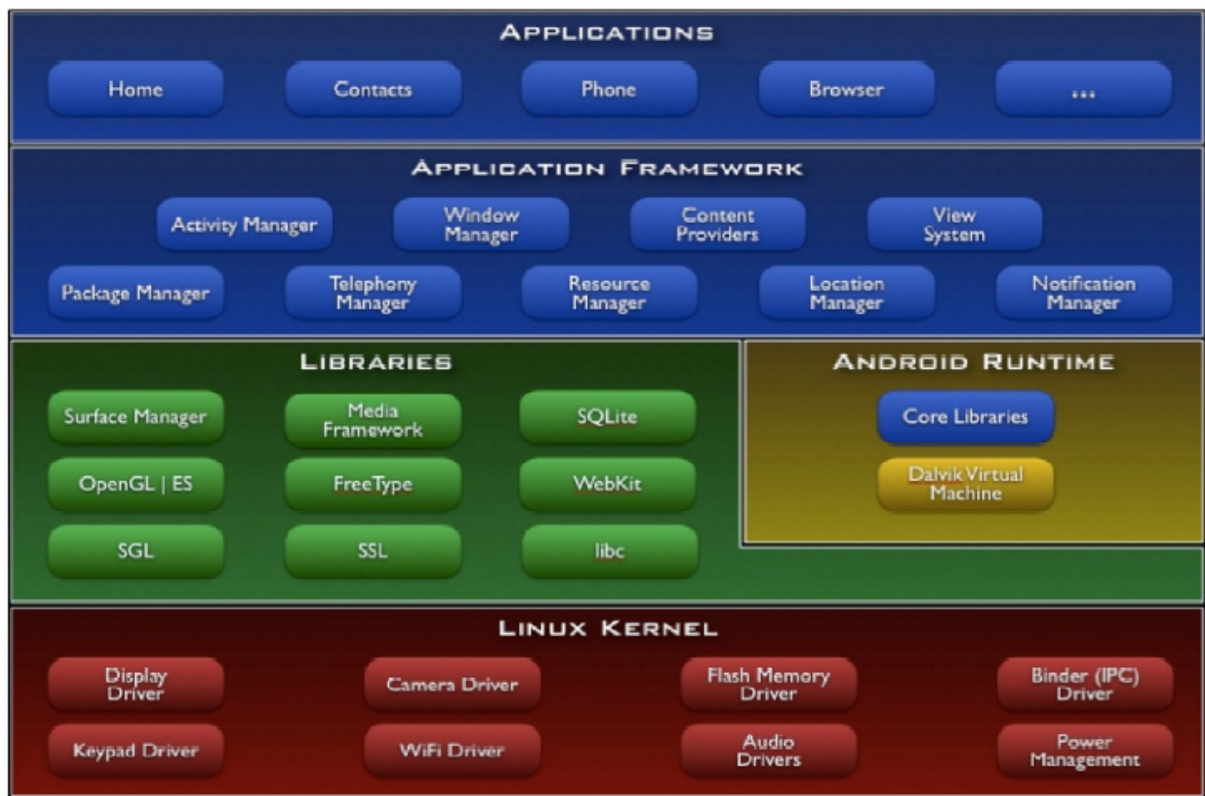 APPLICATIONS
Home
Contacts
Phone
Browser
...
APPLICATION FRAMEWORK
Activity Manager
Window
Manager
Content
Providers
View
System
Package Manager
Telephony
Manager
Resource
Manager
Location
Manager
Notification
Manager
LIBRARIES
Surface Manager
Media
Framework
SQLite
OpenGL | ES
FreeType
WebKit
SGL
SSL
libc
ANDROID RUNTIME
Core Libraries
Dalvik Virtual
Machine
LINUX KERNEL
Display
Driver
Camera Driver
Flash Memory
Driver
Binder (IPC)
Driver
Keypad Driver
WiFi Driver
Audio
Drivers
Power
Management